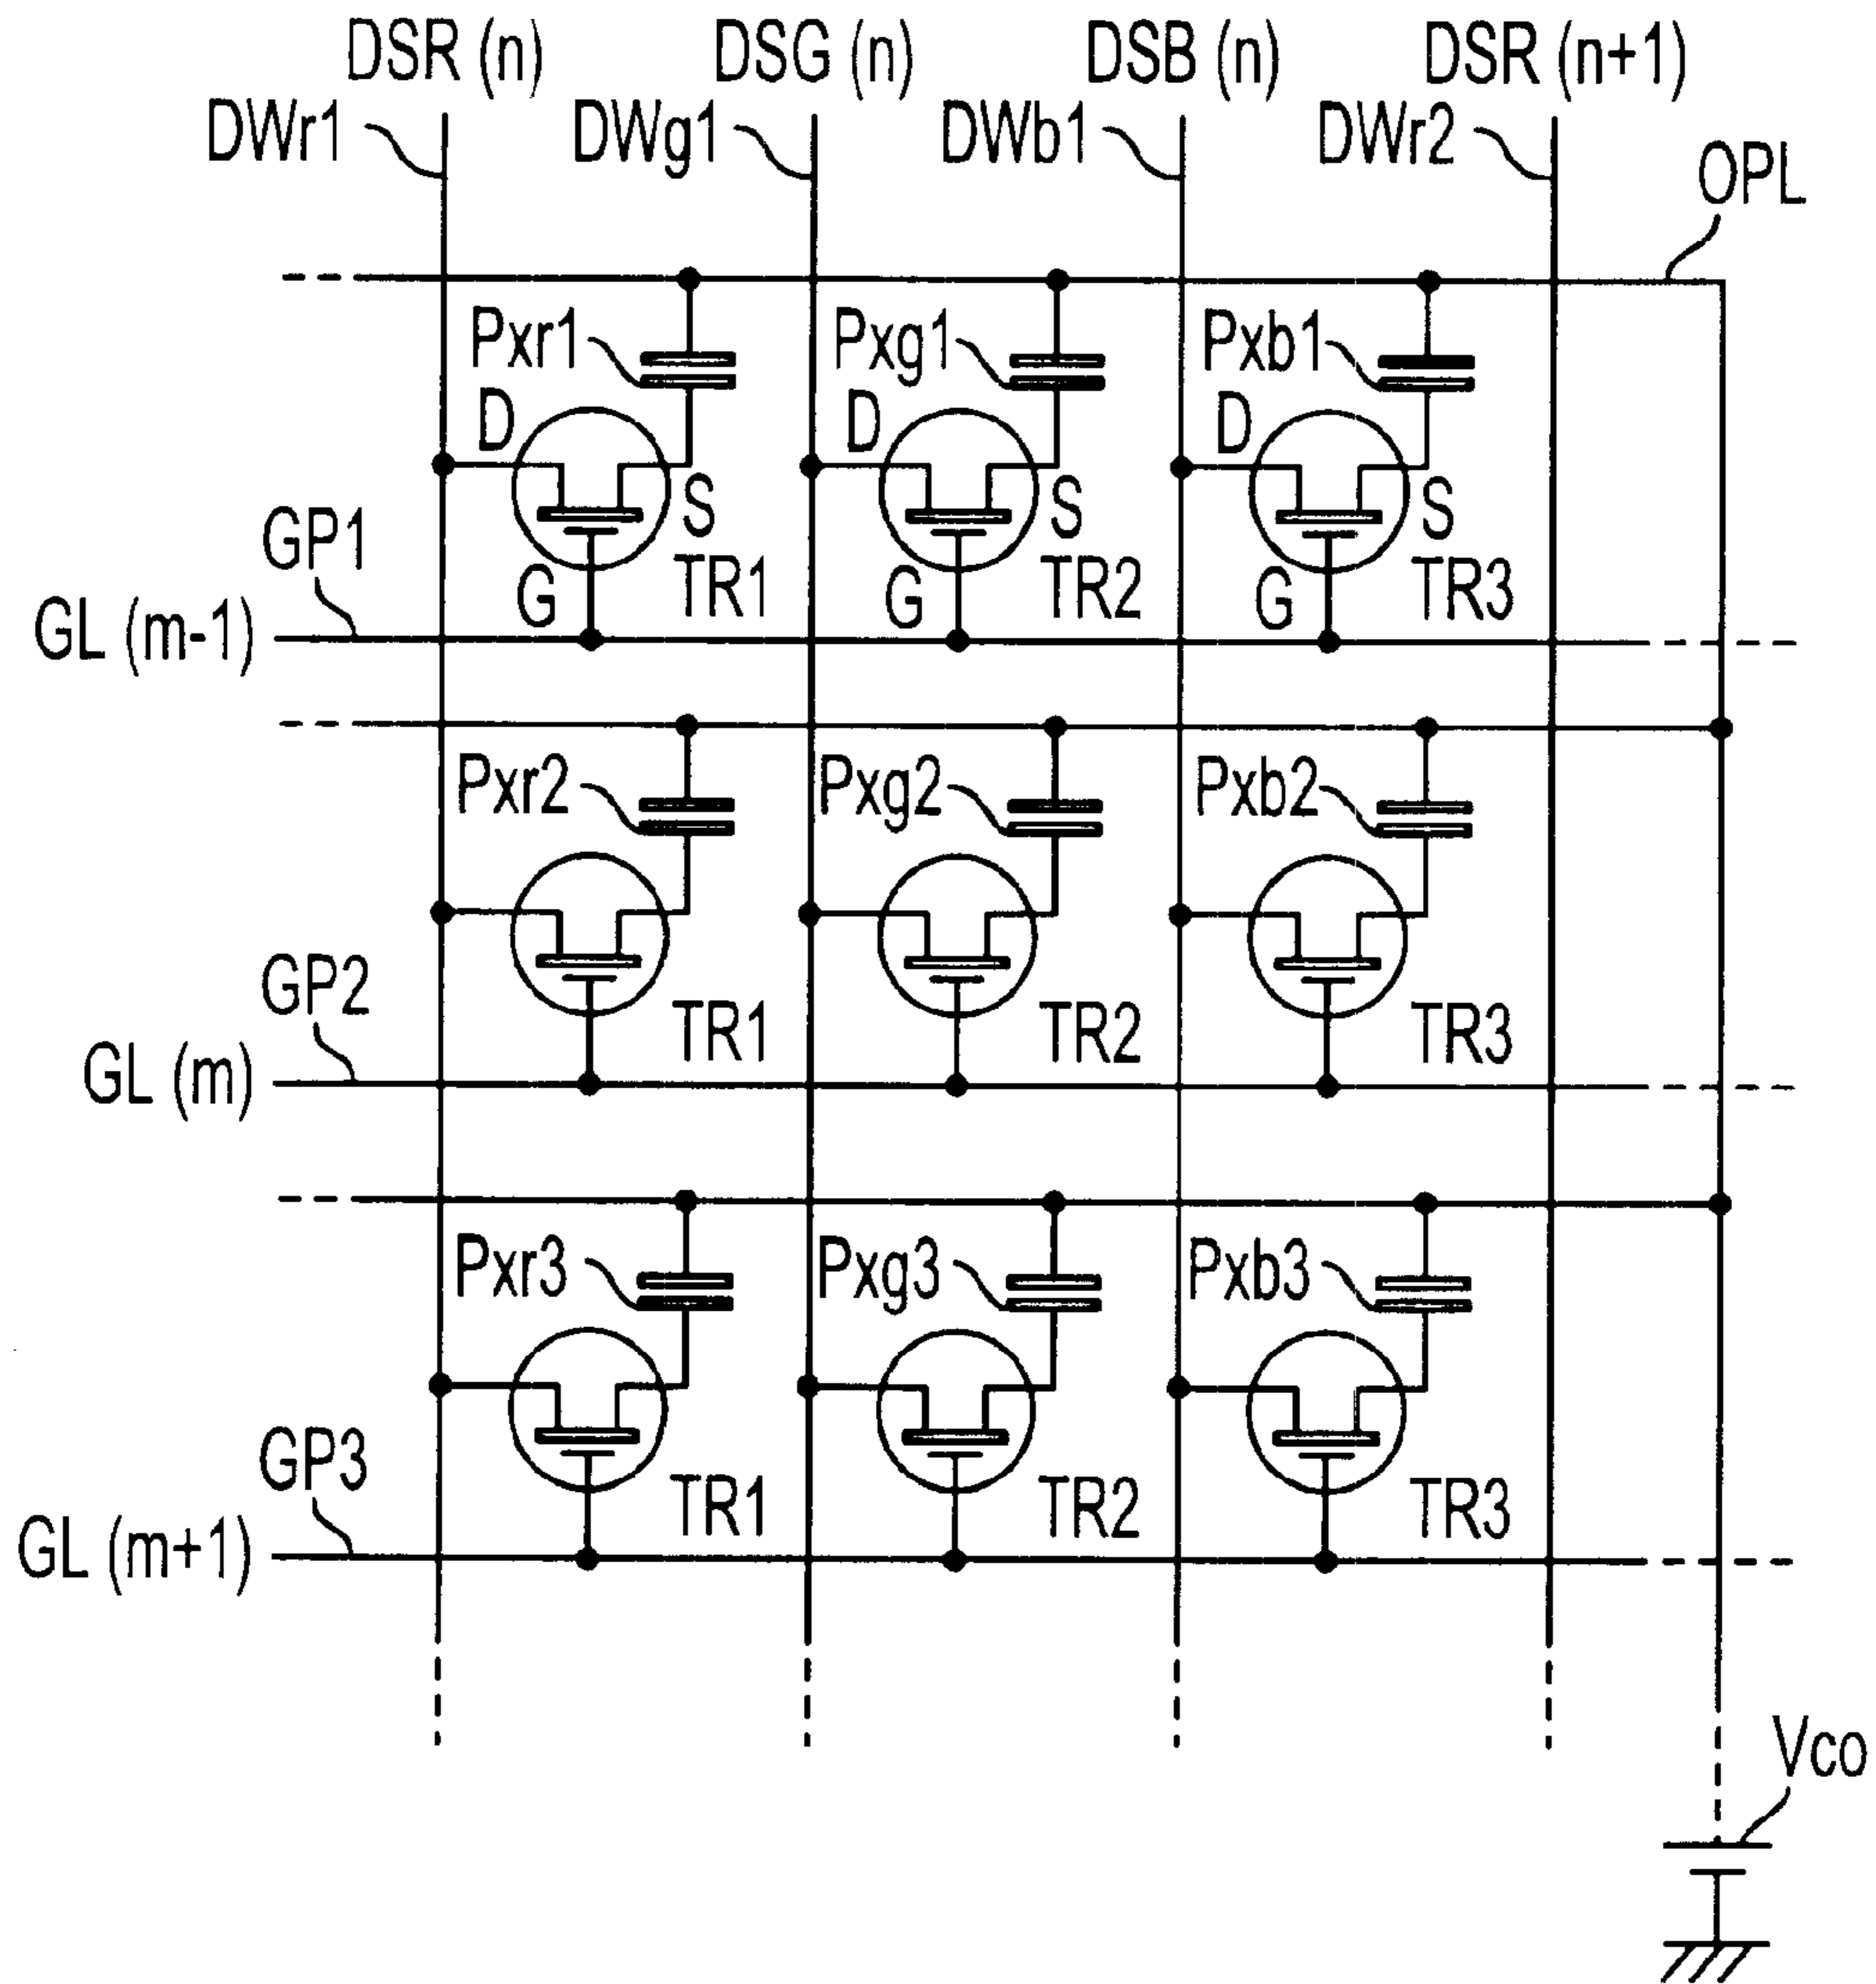 DSR (n) DSG (n) DSB (n) DSR (n+1)
DWr1 DWg1 DWb1 DWr2
OPL
Pxr1 Pxg1 Pxb1
D D D
S S S
GP1
TR1 TR2 TR3
G G G
GL (m-1)
Pxr2 Pxg2 Pxb2
GP2
TR1 TR2 TR3
GL (m)
Pxr3 Pxg3 Pxb3
GP3
TR1 TR2 TR3
GL (m+1)
Vco